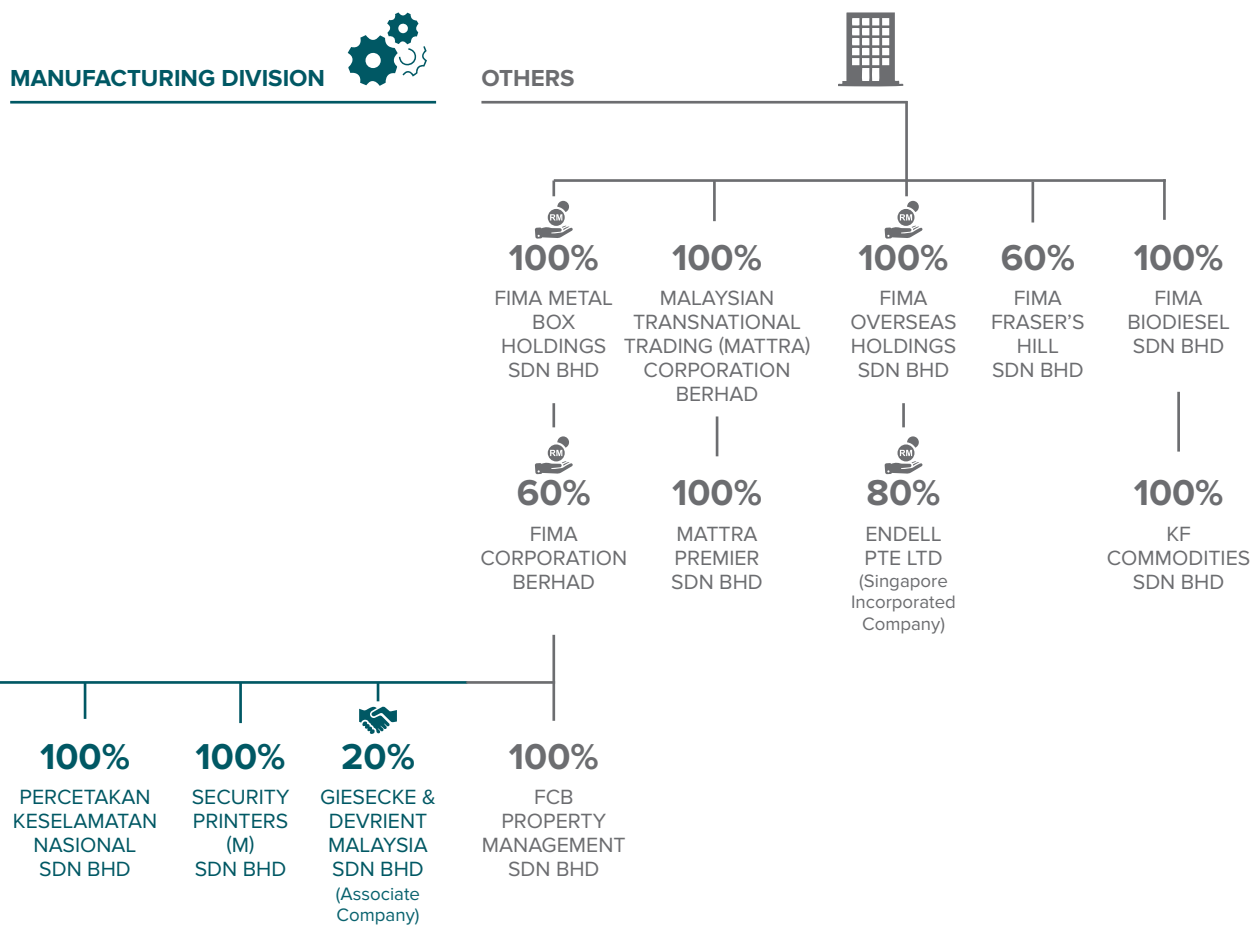 MANUFACTURING DIVISION
OTHERS
RM
100%
FIMA METAL
BOX
HOLDINGS
SDN BHD
100%
MALAYSIAN
TRANSNATIONAL
TRADING (MATTRA)
CORPORATION
BERHAD
RM
100%
FIMA
OVERSEAS
HOLDINGS
SDN BHD
60%
FIMA
FRASER'S
HILL
SDN BHD
100%
FIMA
BIODIESEL
SDN BHD
RM
60%
FIMA
CORPORATION
BERHAD
100%
MATTRA
PREMIER
SDN BHD
RM
80%
ENDELL
PTE LTD
(Singapore
Incorporated
Company)
100%
KF
COMMODITIES
SDN BHD
100%
PERCETAKAN
KESELAMATAN
NASIONAL
SDN BHD
100%
SECURITY
PRINTERS
(M)
SDN BHD
20%
GIESECKE &
DEVRIENT
MALAYSIA
SDN BHD
(Associate
Company)
100%
FCB
PROPERTY
MANAGEMENT
SDN BHD